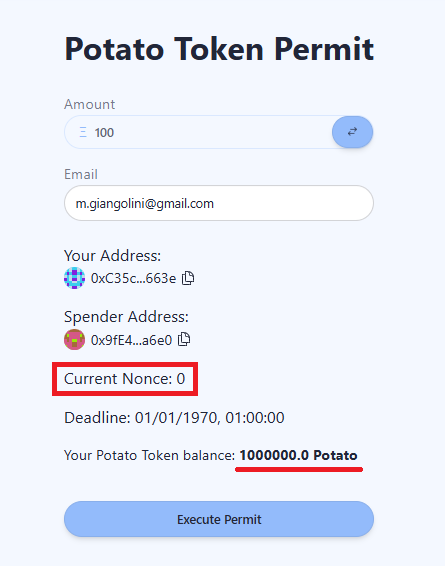 Potato Token Permit
Amount
Ξ 100
Email
m.giangolini@gmail.com
Your Address:
0xC35c...663e
Spender Address:
0x9fE4...a6e0
Current Nonce: 0
Deadline: 01/01/1970, 01:00:00
Your Potato Token balance: 1000000.0 Potato
Execute Permit